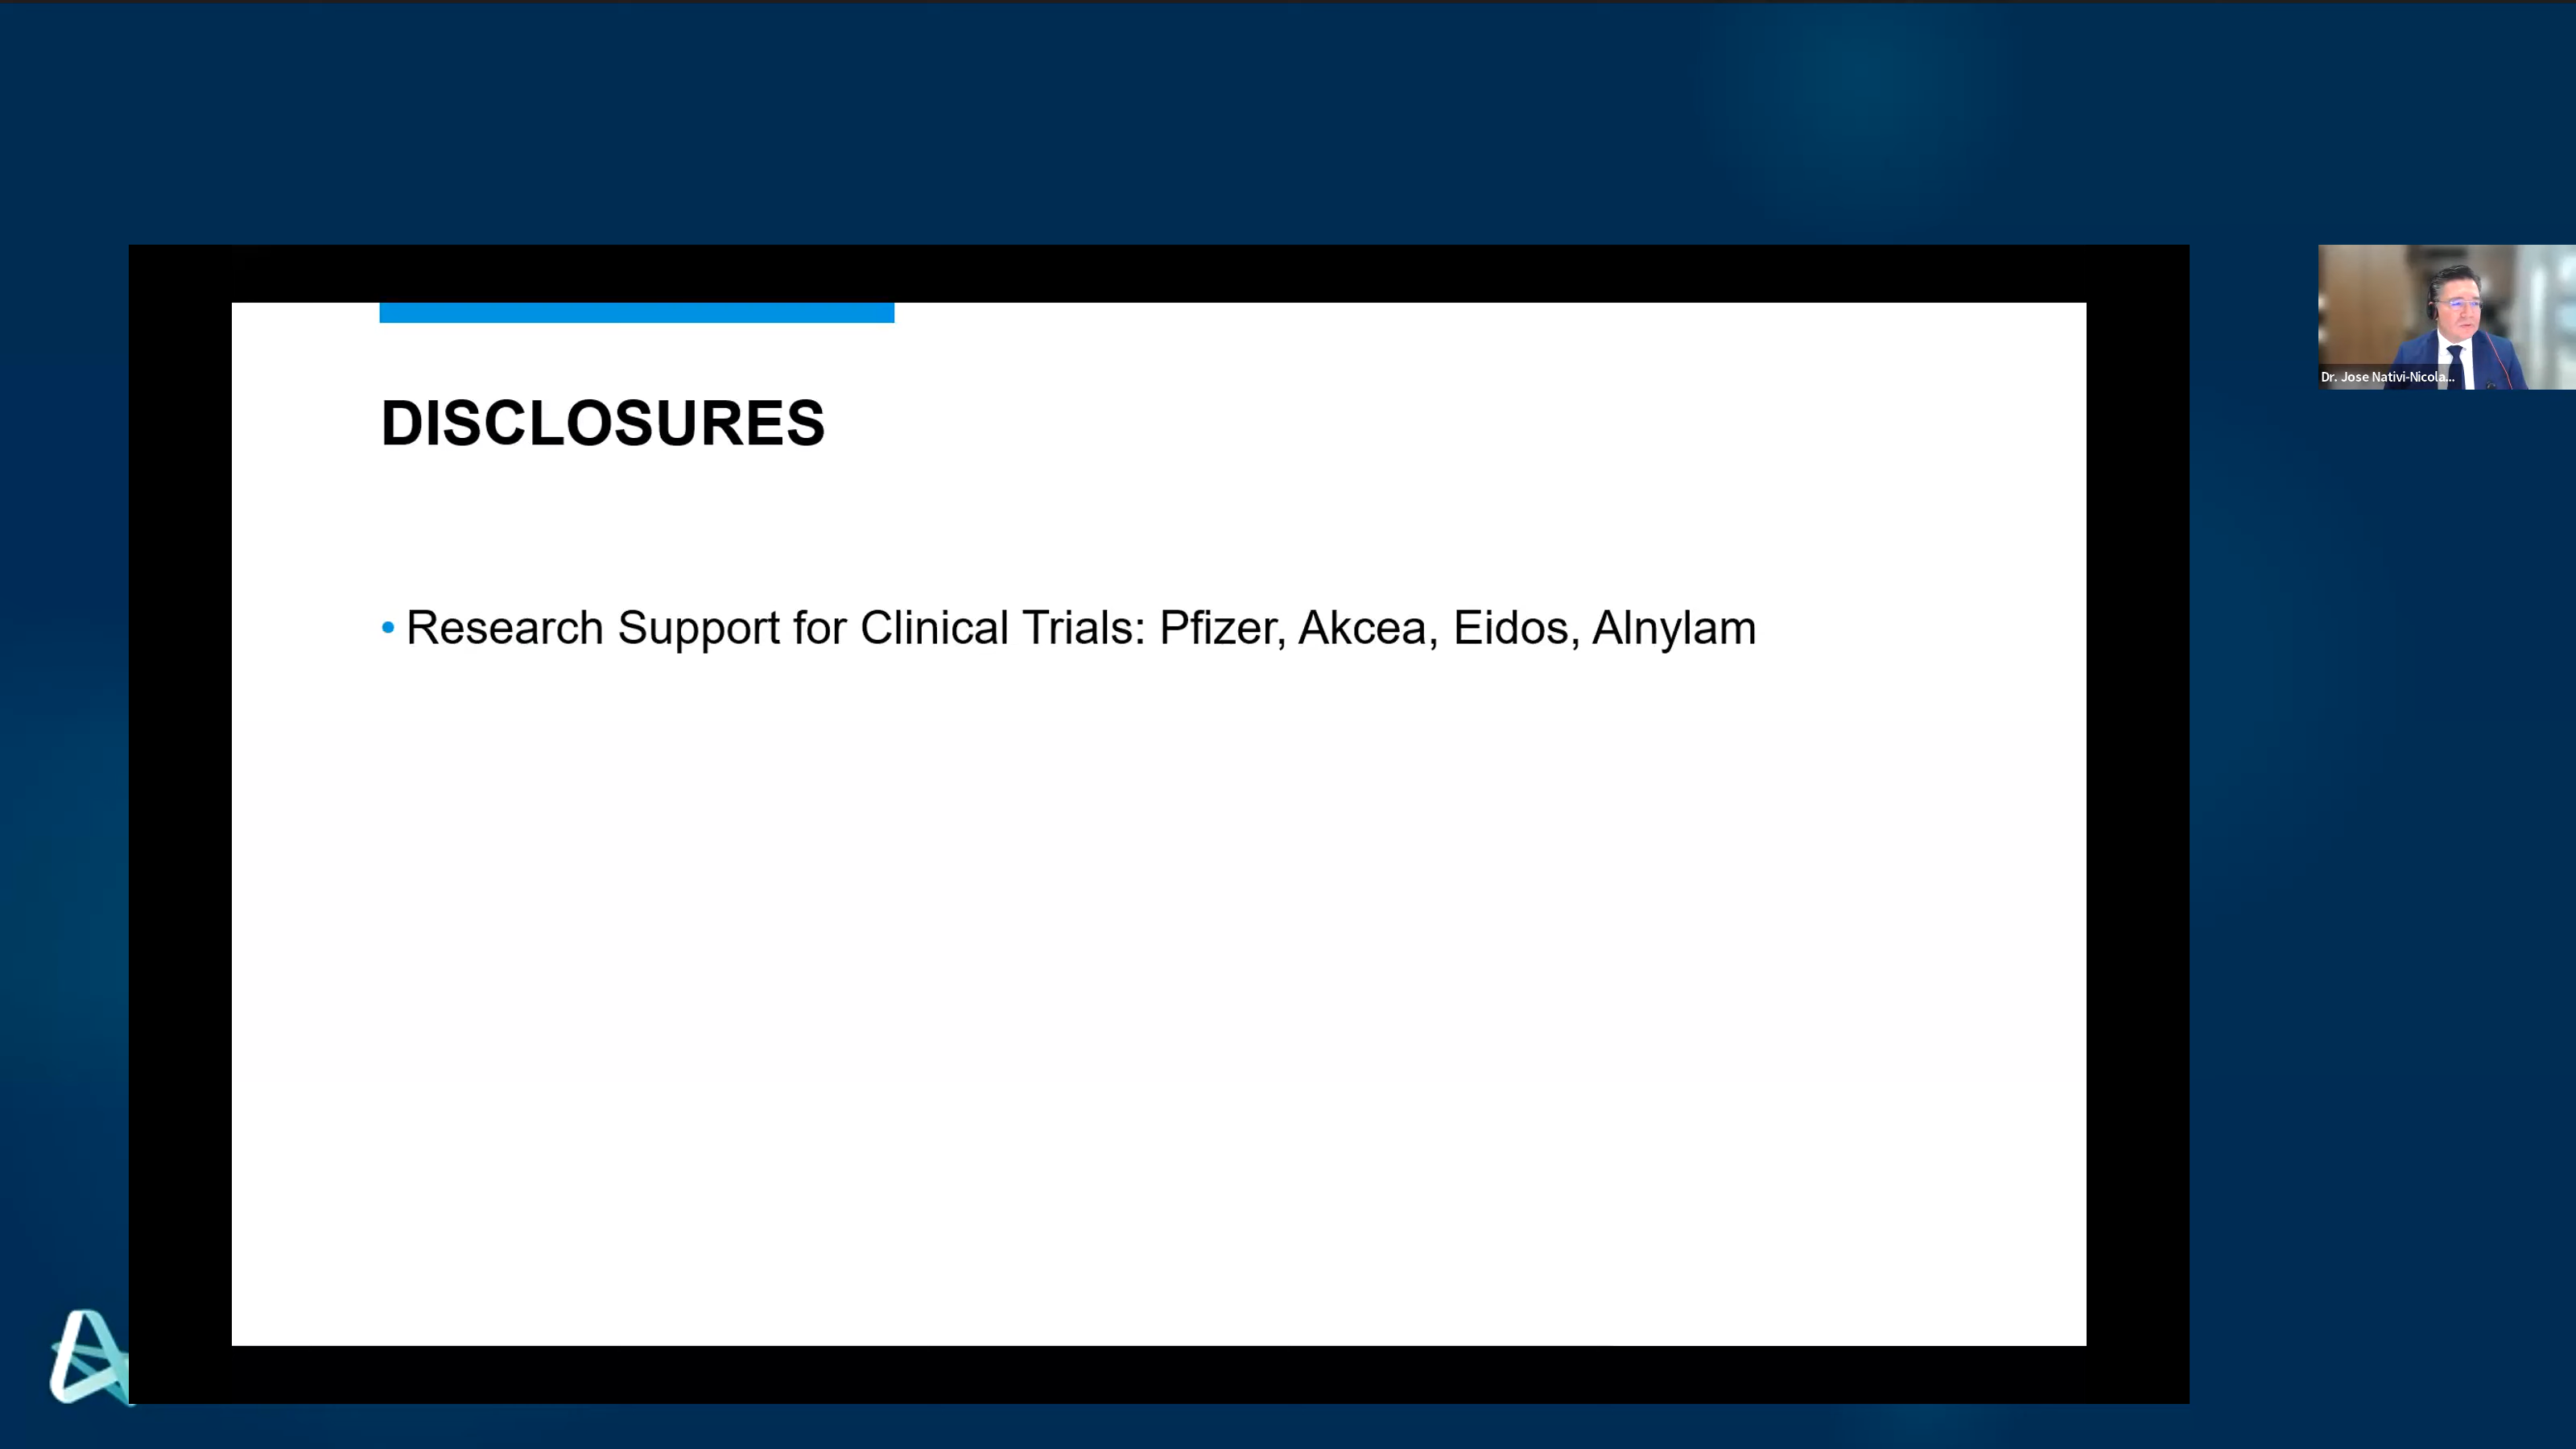 DISCLOSURES
• Research Support for Clinical Trials: Pfizer, Akcea, Eidos, Alnylam
Dr. Jose Nativi-Nicola...